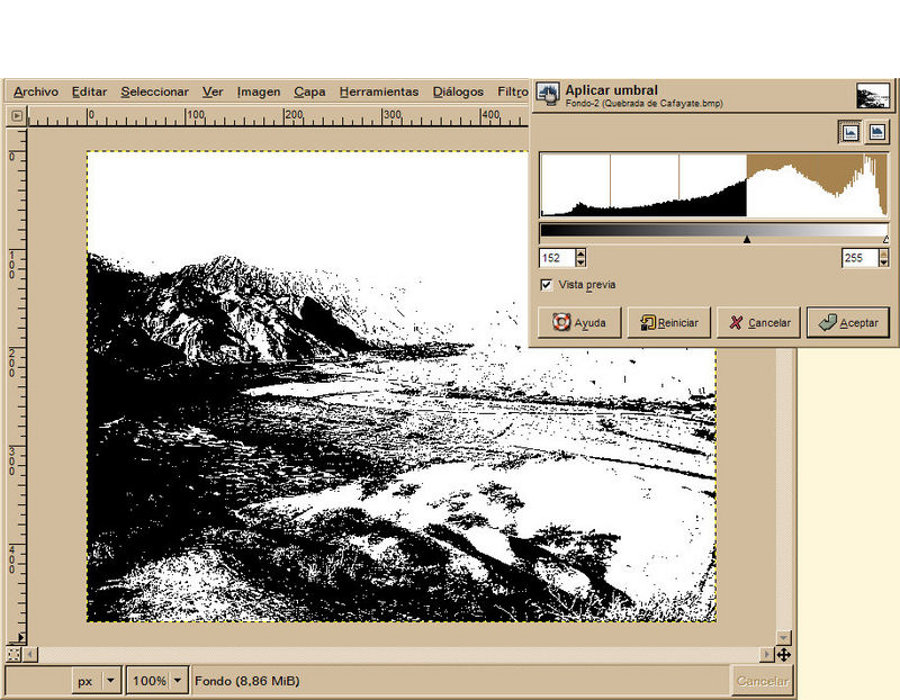 Archivo Editar Seleccionar Ver Imagen Capa Herramientas Diálogos Filtro
Aplicar umbral
Fondo-2 (Quebrada de Cafayate.bmp)
0 100 200 300 400
0
100
200
300
400
152 255
Vista previa
Ayuda Reiniciar Cancelar Aceptar
px 100% Fondo (8,86 MiB) Cancelar